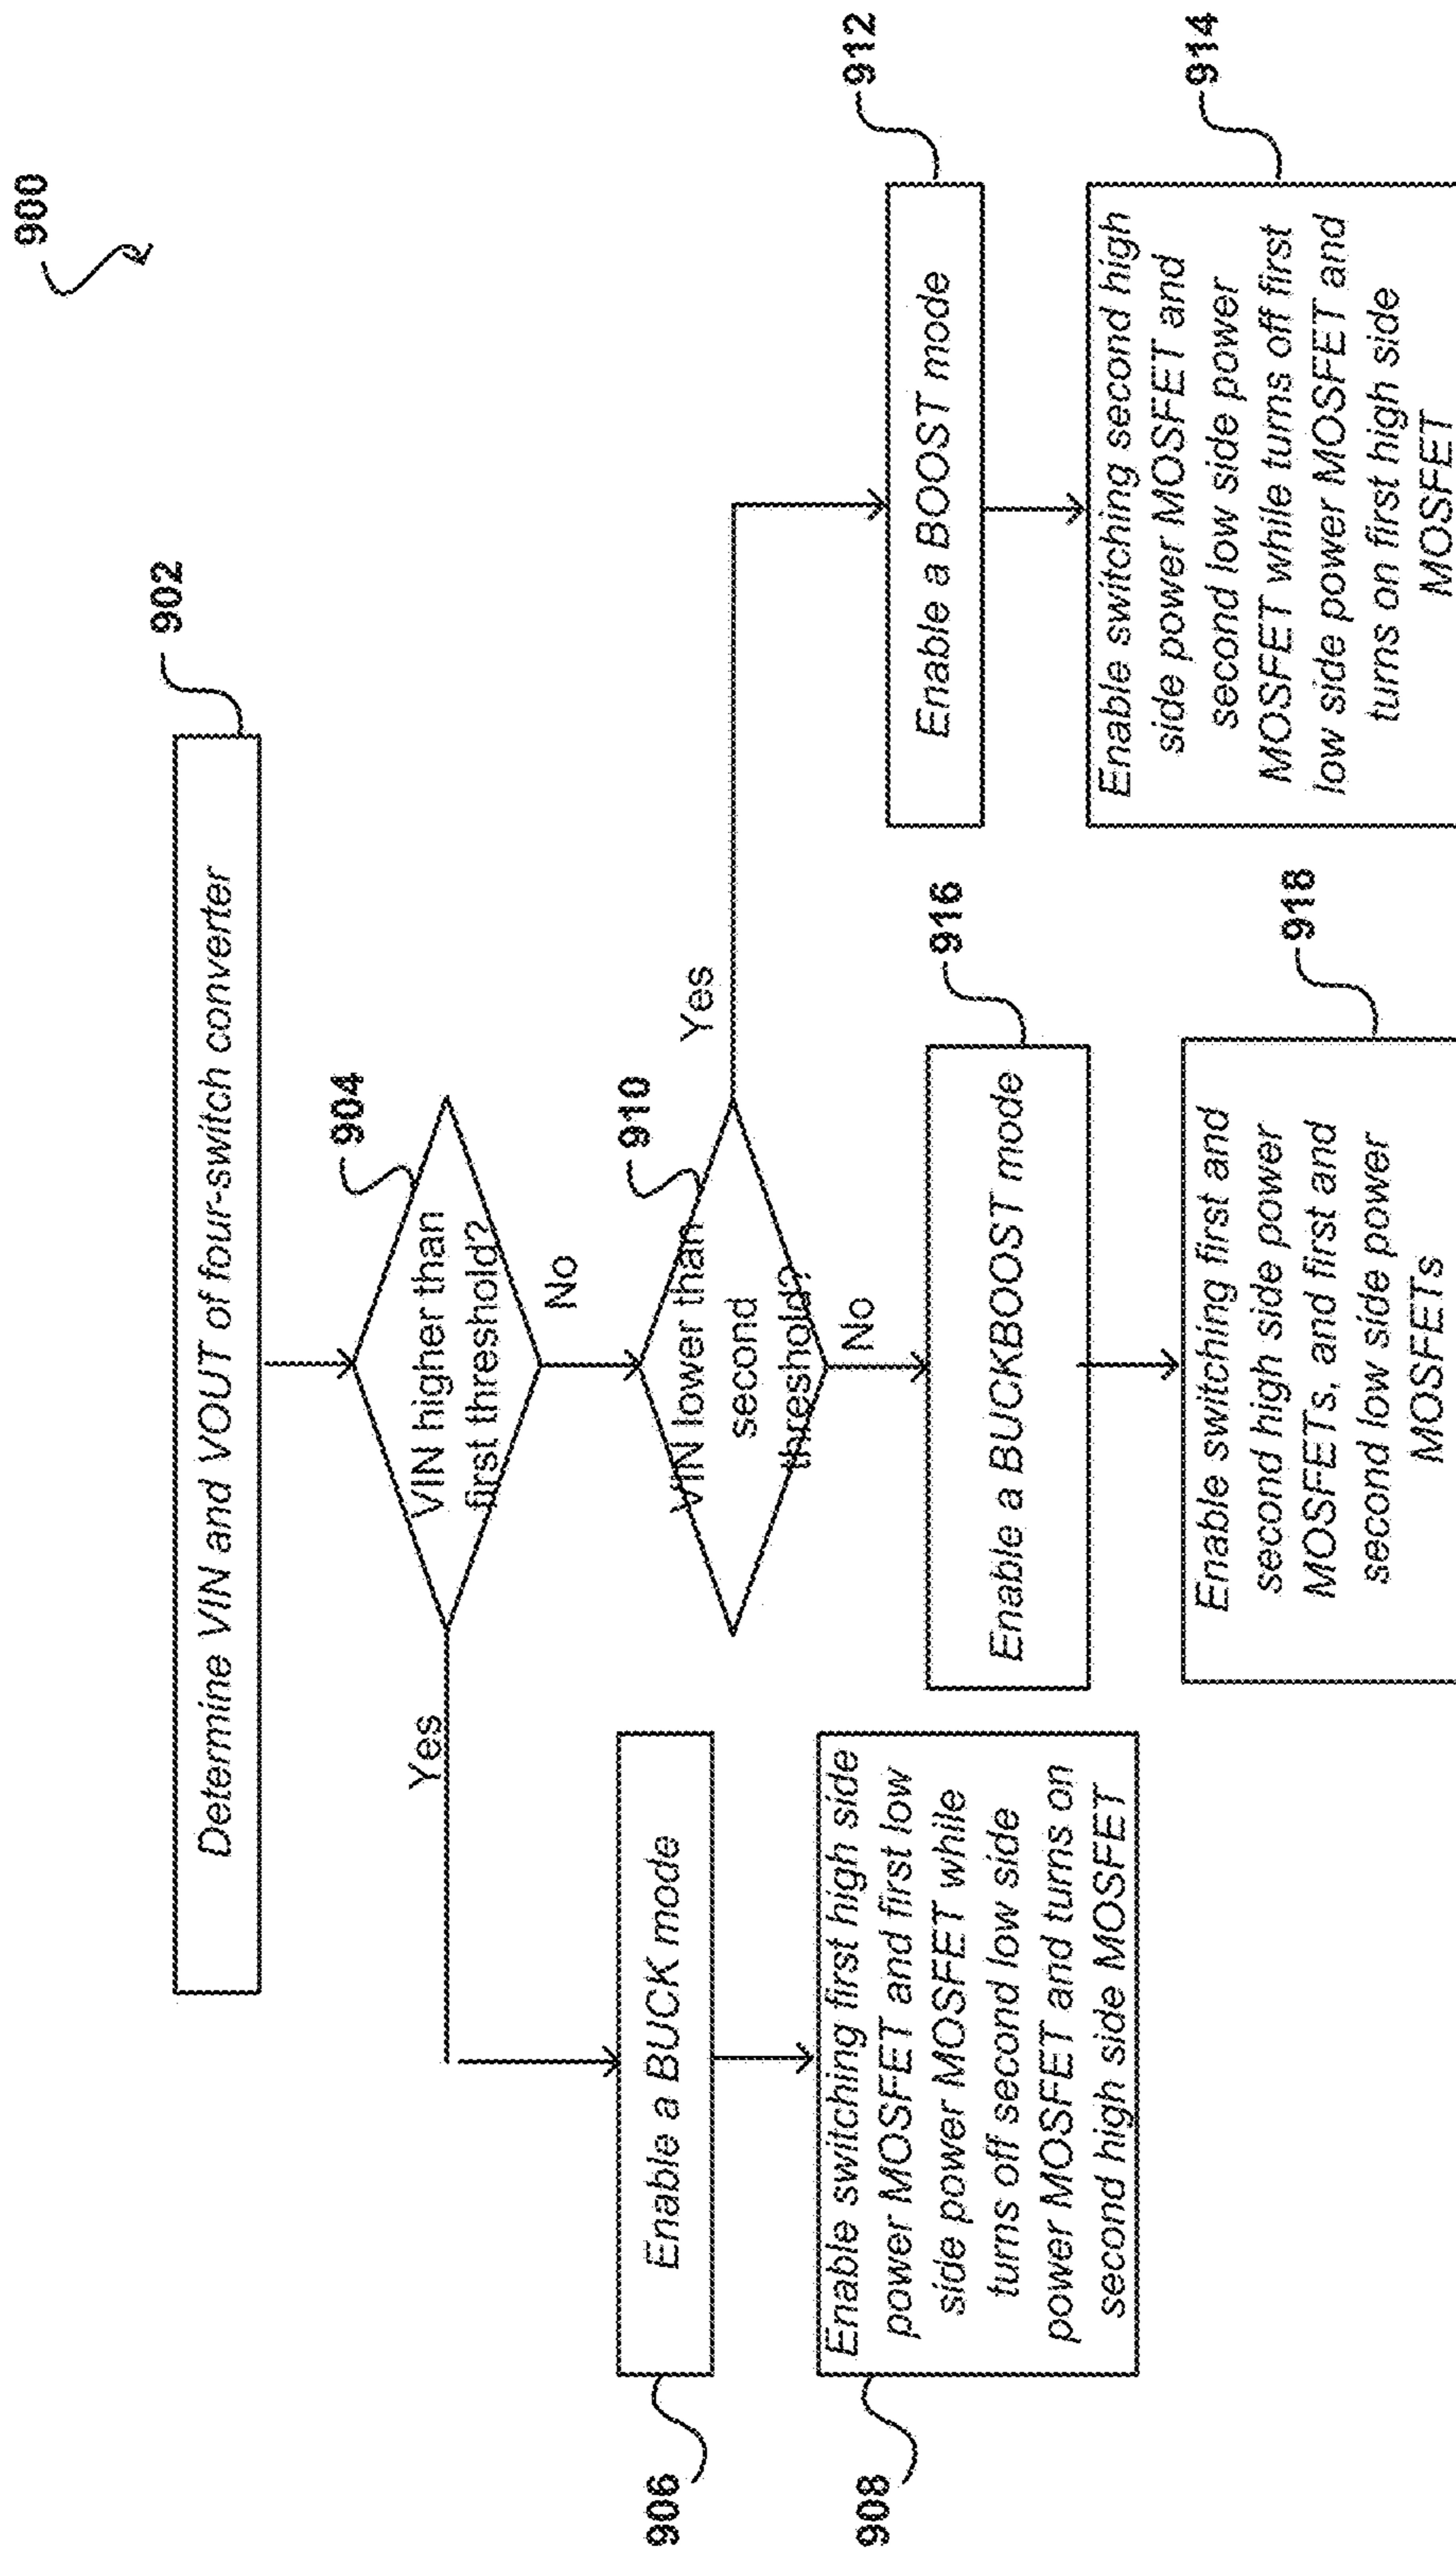 900
902
Determine VIN and VOUT of four-switch converter
904
VIN higher than
first threshold?
Yes
No
910
VIN lower than
second
threshold?
Yes
No
906
Enable a BUCK mode
908
Enable switching first high side
power MOSFET and first low
side power MOSFET while
turns off second low side
power MOSFET and turns on
second high side MOSFET
916
Enable a BUCKBOOST mode
918
Enable switching first and
second high side power
MOSFETs, and first and
second low side power
MOSFETs
912
Enable a BOOST mode
914
Enable switching second high
side power MOSFET and
second low side power
MOSFET while turns off first
low side power MOSFET and
turns on first high side
MOSFET